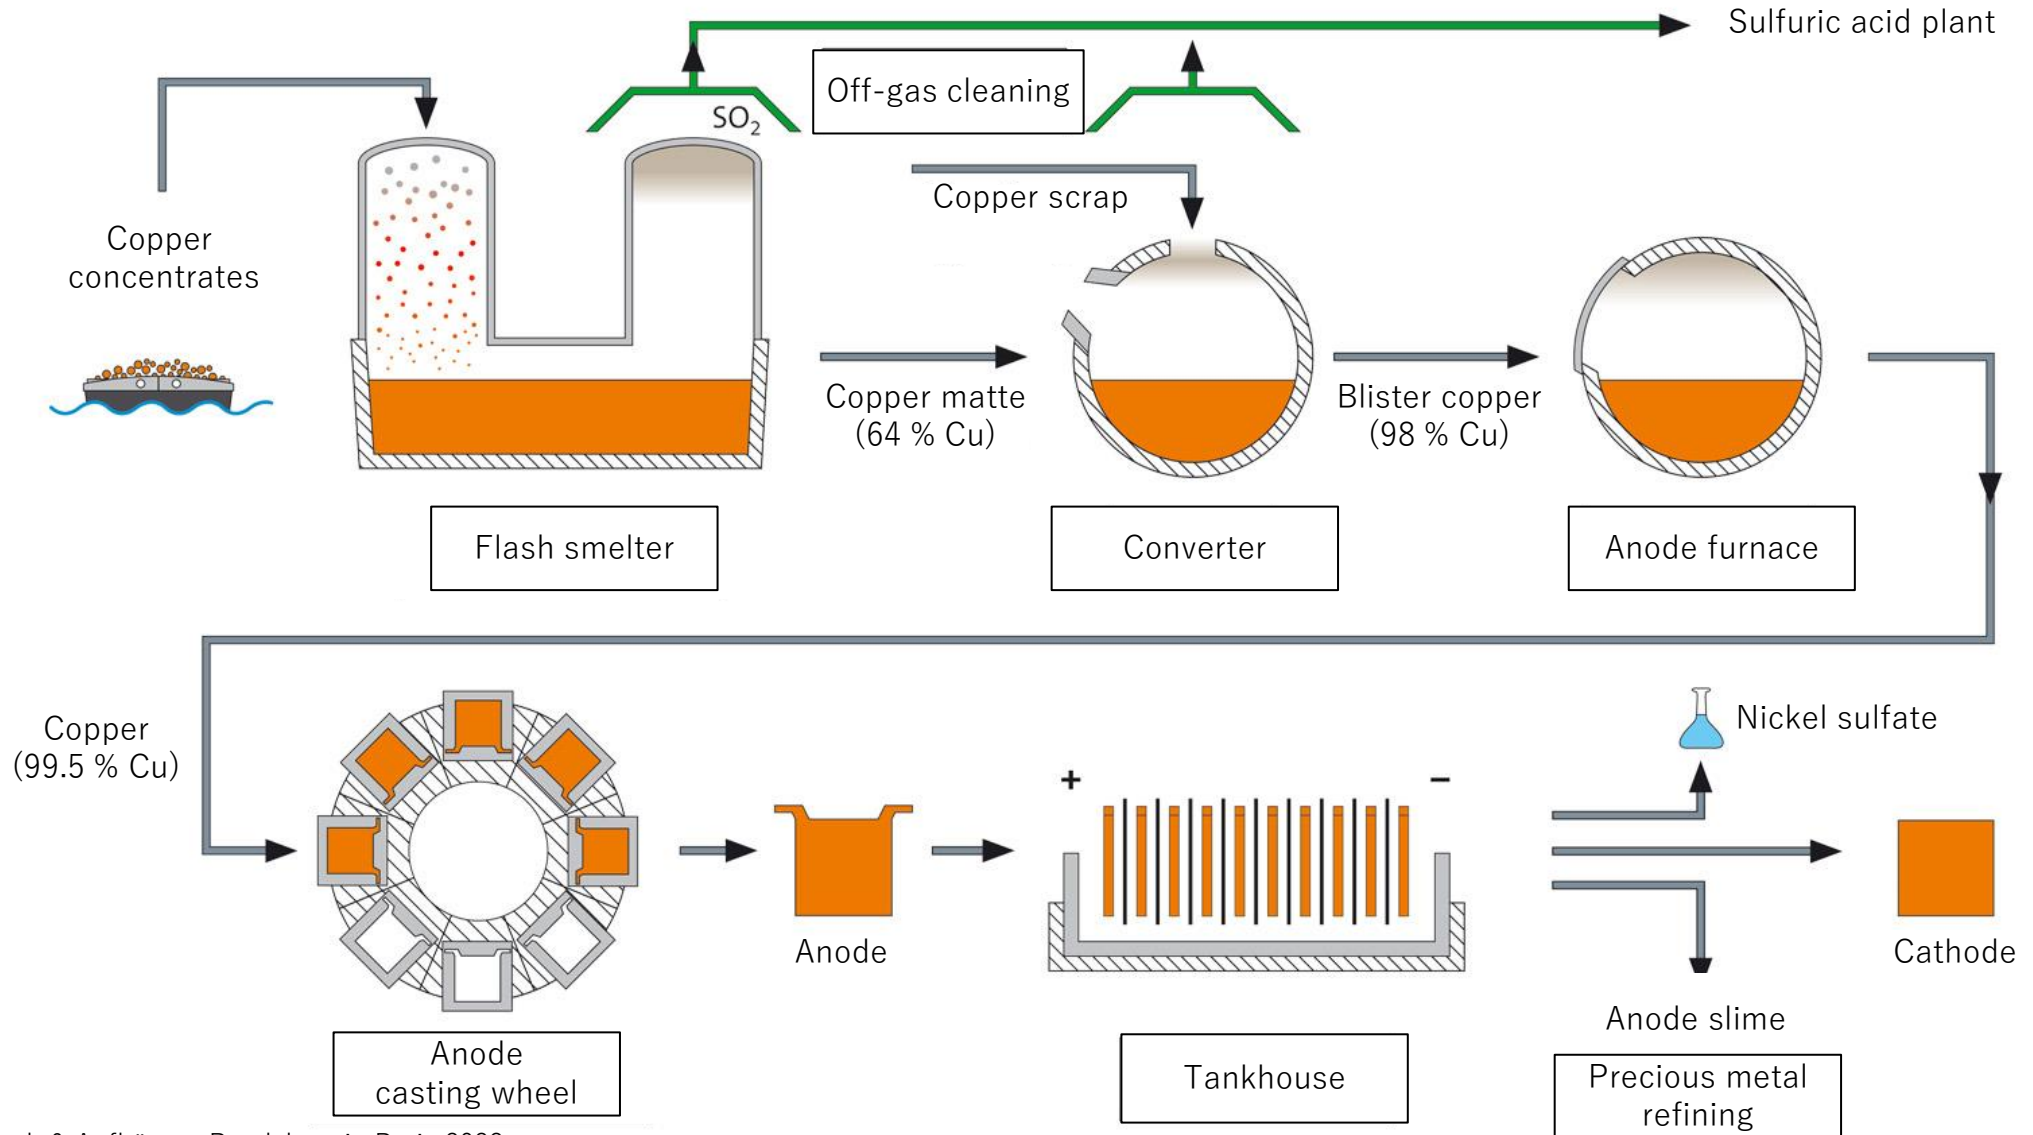 Sulfuric acid plant
Off-gas cleaning
SO₂
Copper scrap
Copper
concentrates
Copper matte
(64 % Cu)
Blister copper
(98 % Cu)
Flash smelter
Converter
Anode furnace
Copper
(99.5 % Cu)
Nickel sulfate
+
−
Anode
Cathode
Anode slime
Anode
casting wheel
Tankhouse
Precious metal
refining